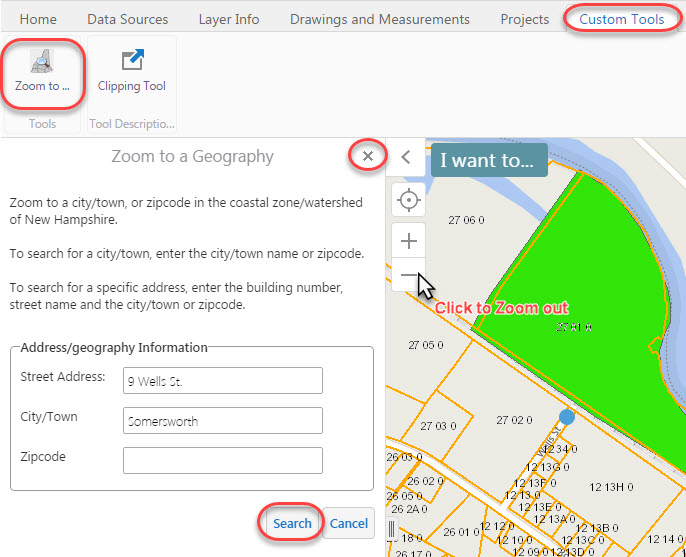 Home Data Sources Layer Info Drawings and Measurements Projects Custom Tools
Zoom to ... Clipping Tool
Tools Tool Descriptio...
Zoom to a Geography
Zoom to a city/town, or zipcode in the coastal zone/watershed
of New Hampshire.
To search for a city/town, enter the city/town name or zipcode.
To search for a specific address, enter the building number,
street name and the city/town or zipcode.
Address/geography Information
Street Address: 9 Wells St.
City/Town Somersworth
Zipcode
Search Cancel
I want to...
27 06 0
Click to Zoom out
27 01 0
27 05 0
27 03 0
27 02 0
Wells St
12 34 0
26 03 0
12 13G 0
26 02 0
12 13F 0
12 13H 0
26 05 0
12 13 0
26 2A 0
12 13E 0
12 13A 0
12 13B 0
18 0
26 01 0
12 12 0
12 13C 0
12 10 0
12 14 0
26 17 0
12 09 0
12 13D 0